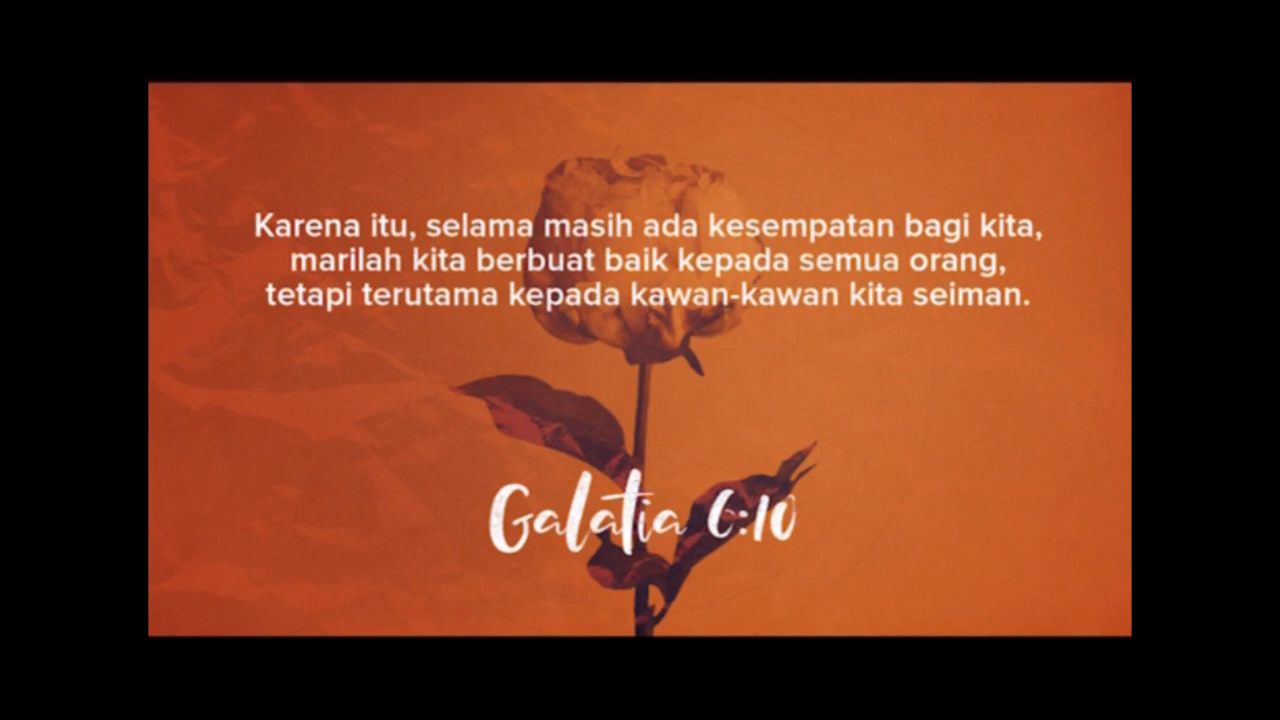 Karena itu, selama masih ada kesempatan bagi kita,
marilah kita berbuat baik kepada semua orang,
tetapi terutama kepada kawan-kawan kita seiman.
Galatia 6:10